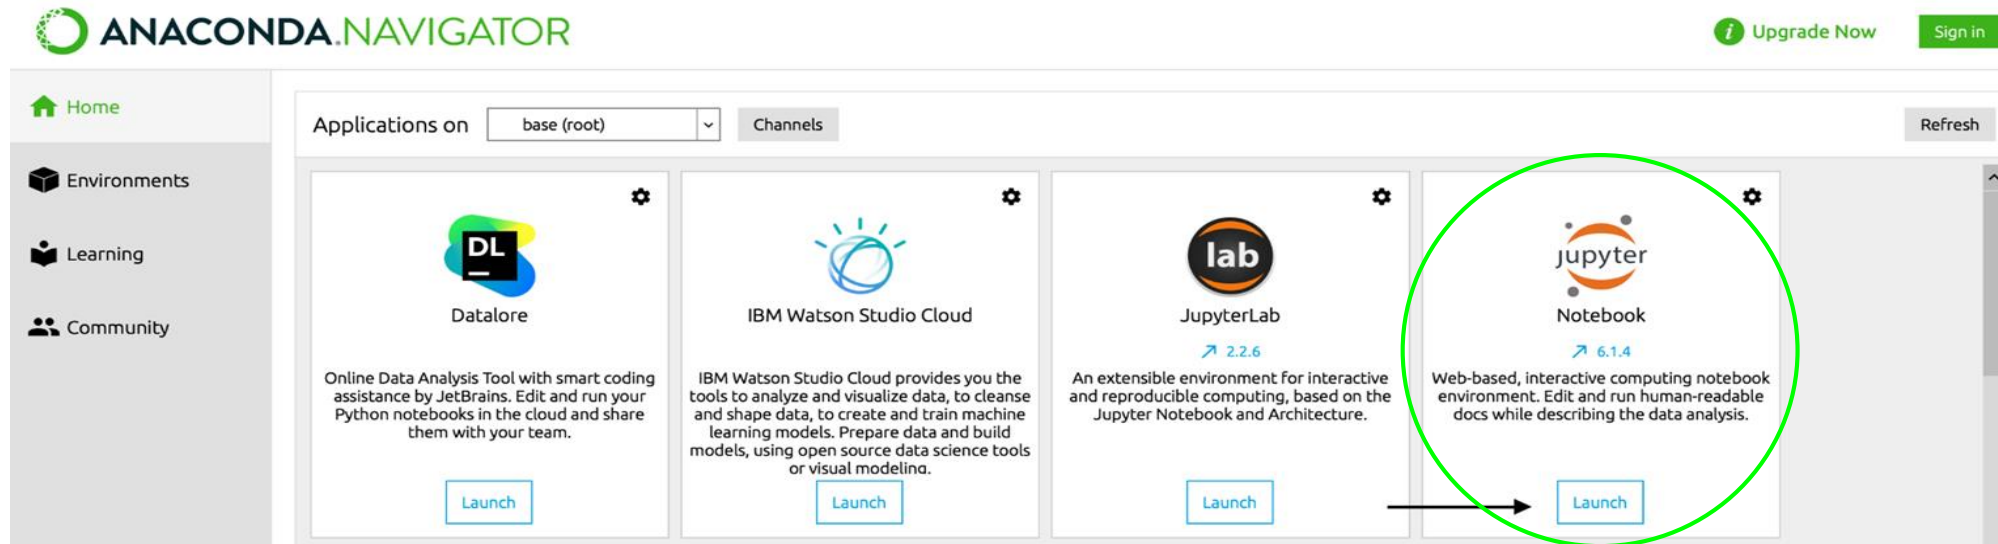 ANACONDA.NAVIGATOR
i Upgrade Now
Sign in
Home
Environments
Learning
Community
Applications on
base (root)
Channels
Refresh
DL
Datalore
Online Data Analysis Tool with smart coding
assistance by JetBrains. Edit and run your
Python notebooks in the cloud and share
them with your team.
Launch
IBM Watson Studio Cloud
IBM Watson Studio Cloud provides you the
tools to analyze and visualize data, to cleanse
and shape data, to create and train machine
learning models. Prepare data and build
models, using open source data science tools
or visual modeling.
Launch
lab
JupyterLab
2.2.6
An extensible environment for interactive
and reproducible computing, based on the
Jupyter Notebook and Architecture.
Launch
jupyter
Notebook
6.1.4
Web-based, interactive computing notebook
environment. Edit and run human-readable
docs while describing the data analysis.
Launch